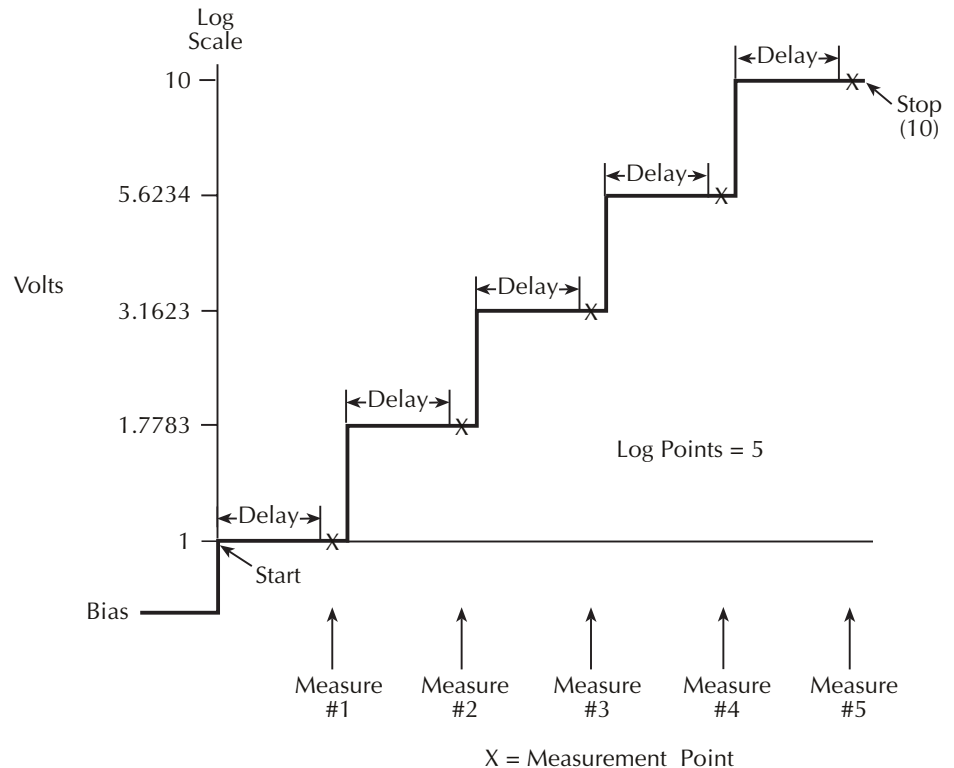 Log
Scale
10
Delay
X
Stop
(10)
5.6234
Delay
X
Volts
3.1623
Delay
X
1.7783
Delay
X
Log Points = 5
1
Delay
X
Start
Bias
Measure
#1
Measure
#2
Measure
#3
Measure
#4
Measure
#5
X = Measurement Point